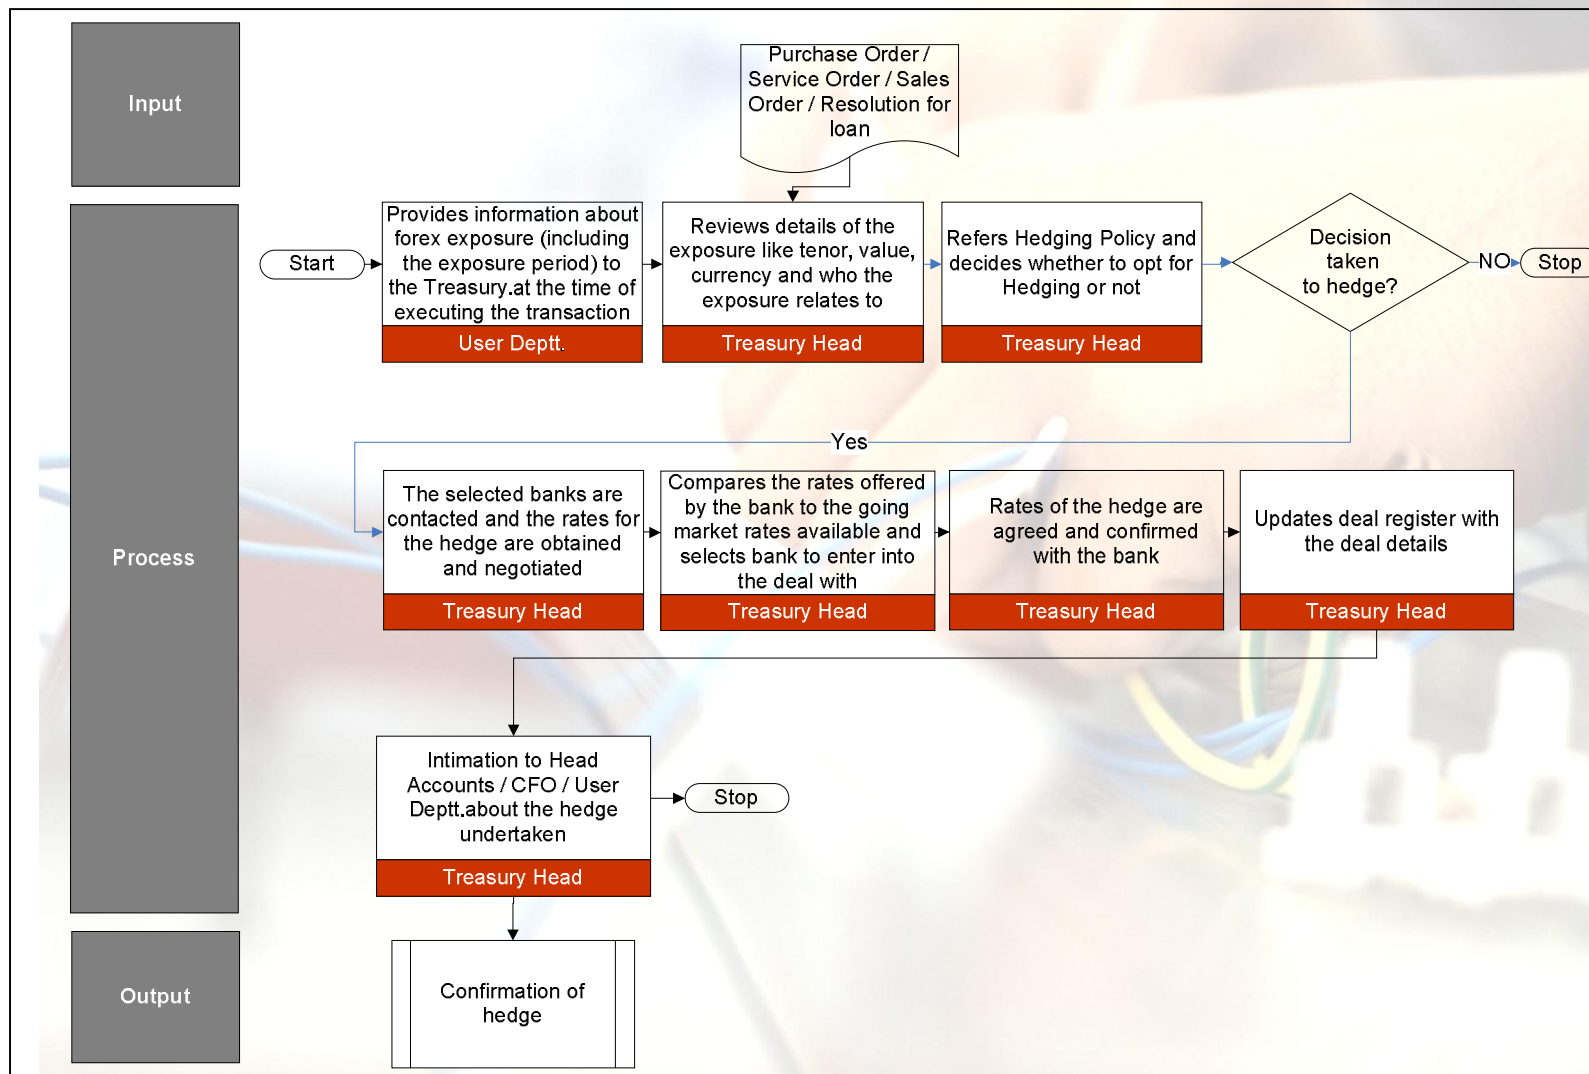 Input
Purchase Order /
Service Order / Sales
Order / Resolution for
loan
Process
Start
Provides information about
forex exposure (including
the exposure period) to
the Treasury.at the time of
executing the transaction
User Deptt.
Reviews details of the
exposure like tenor, value,
currency and who the
exposure relates to
Treasury Head
Refers Hedging Policy and
decides whether to opt for
Hedging or not
Treasury Head
Decision
taken
to hedge?
NO
Stop
Yes
The selected banks are
contacted and the rates for
the hedge are obtained
and negotiated
Treasury Head
Compares the rates offered
by the bank to the going
market rates available and
selects bank to enter into
the deal with
Treasury Head
Rates of the hedge are
agreed and confirmed
with the bank
Treasury Head
Updates deal register with
the deal details
Treasury Head
Intimation to Head
Accounts / CFO / User
Deptt.about the hedge
undertaken
Treasury Head
Stop
Output
Confirmation of
hedge